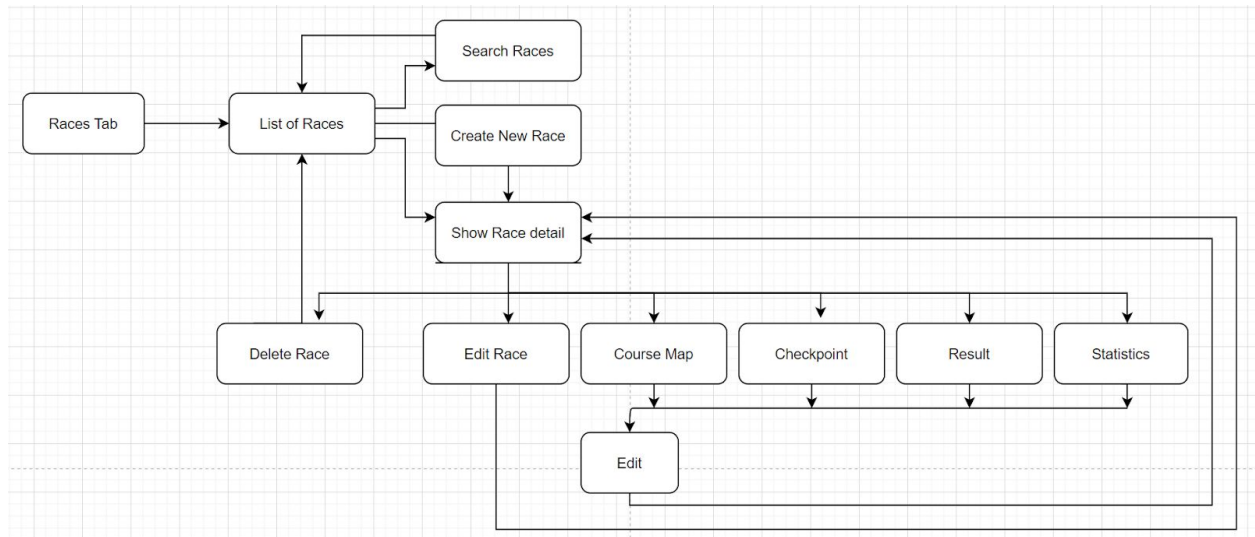 Search Races
Races Tab
List of Races
Create New Race
Show Race detail
Delete Race
Edit Race
Course Map
Checkpoint
Result
Statistics
Edit